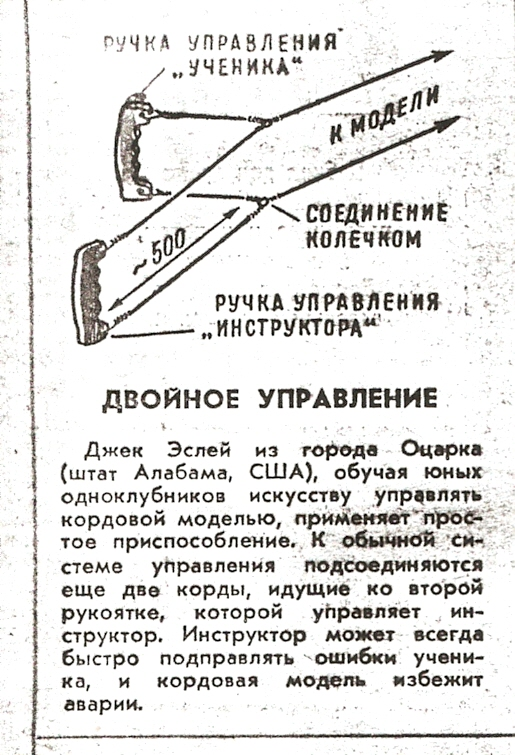 РУЧКА УПРАВЛЕНИЯ
„УЧЕНИКА“
К МОДЕЛИ
СОЕДИНЕНИЕ
КОЛЕЧКОМ
~500
РУЧКА УПРАВЛЕНИЯ
„ИНСТРУКТОРА“
ДВОЙНОЕ УПРАВЛЕНИЕ
Джек Эслей из города Оцарка
(штат Алабама, США), обучая юных
одноклубников искусству управлять
кордовой моделью, применяет прос-
тое приспособление. К обычной си-
стеме управления подсоединяются
еще две корды, идущие ко второй
рукоятке, которой управляет ин-
структор. Инструктор может всегда
быстро подправлять ошибки учени-
ка, и кордовая модель избежит
аварии.